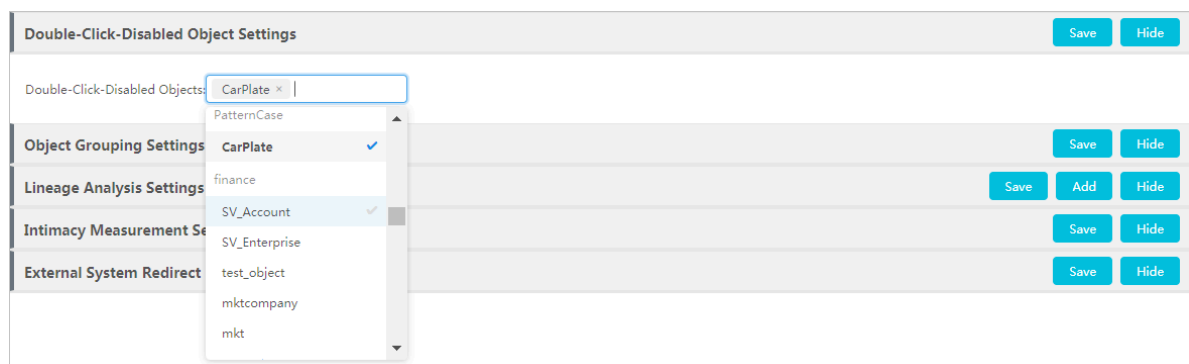 Double-Click-Disabled Object Settings Save Hide
Double-Click-Disabled Objects: CarPlate ×
PatternCase
Object Grouping Settings CarPlate Save Hide
finance
Lineage Analysis Settings Save Add Hide
SV_Account
Intimacy Measurement Se Save Hide
SV_Enterprise
External System Redirect test_object Save Hide
mktcompany
mkt